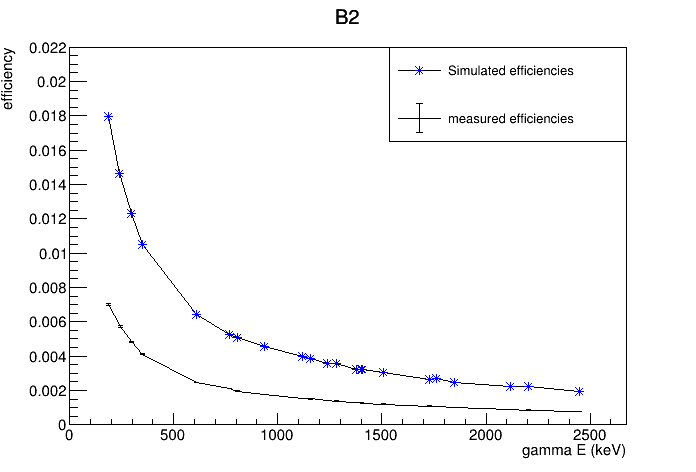 B2
efficiency
0.022
0.02
0.018
0.016
0.014
0.012
0.01
0.008
0.006
0.004
0.002
0
Simulated efficiencies
measured efficiencies
0 500 1000 1500 2000 2500
gamma E (keV)